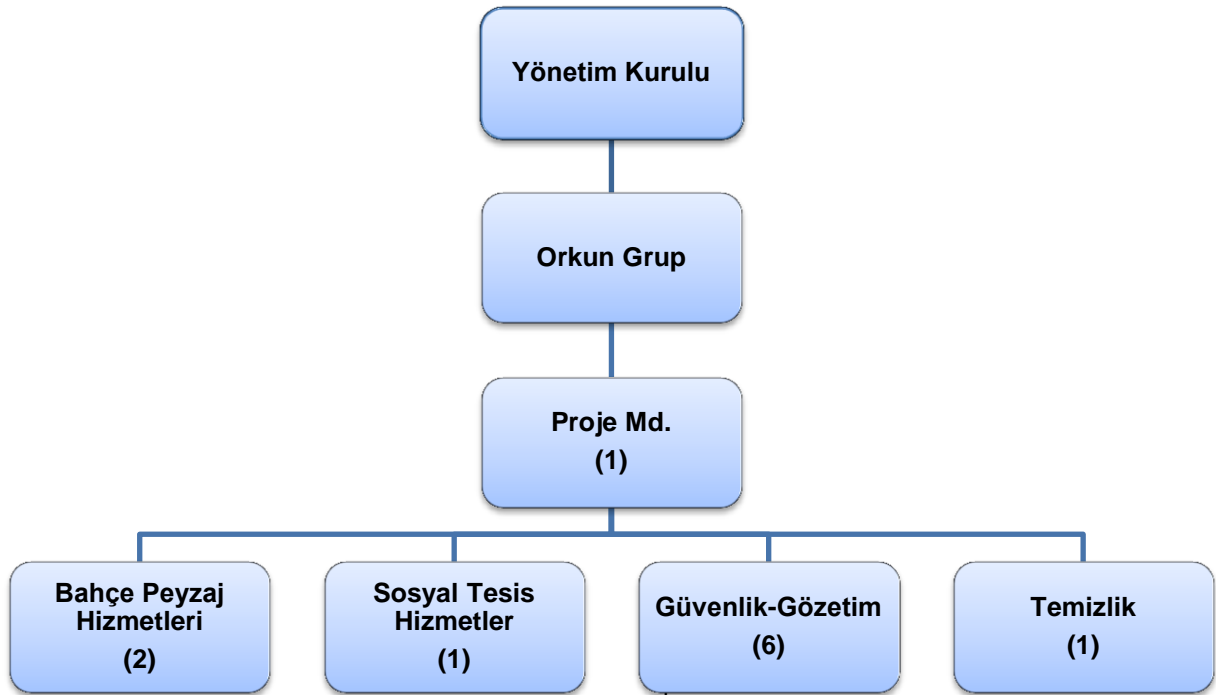 Yönetim Kurulu
Orkun Grup
Proje Md.
(1)
Bahçe Peyzaj
Hizmetleri
(2)
Sosyal Tesis
Hizmetler
(1)
Güvenlik-Gözetim
(6)
Temizlik
(1)